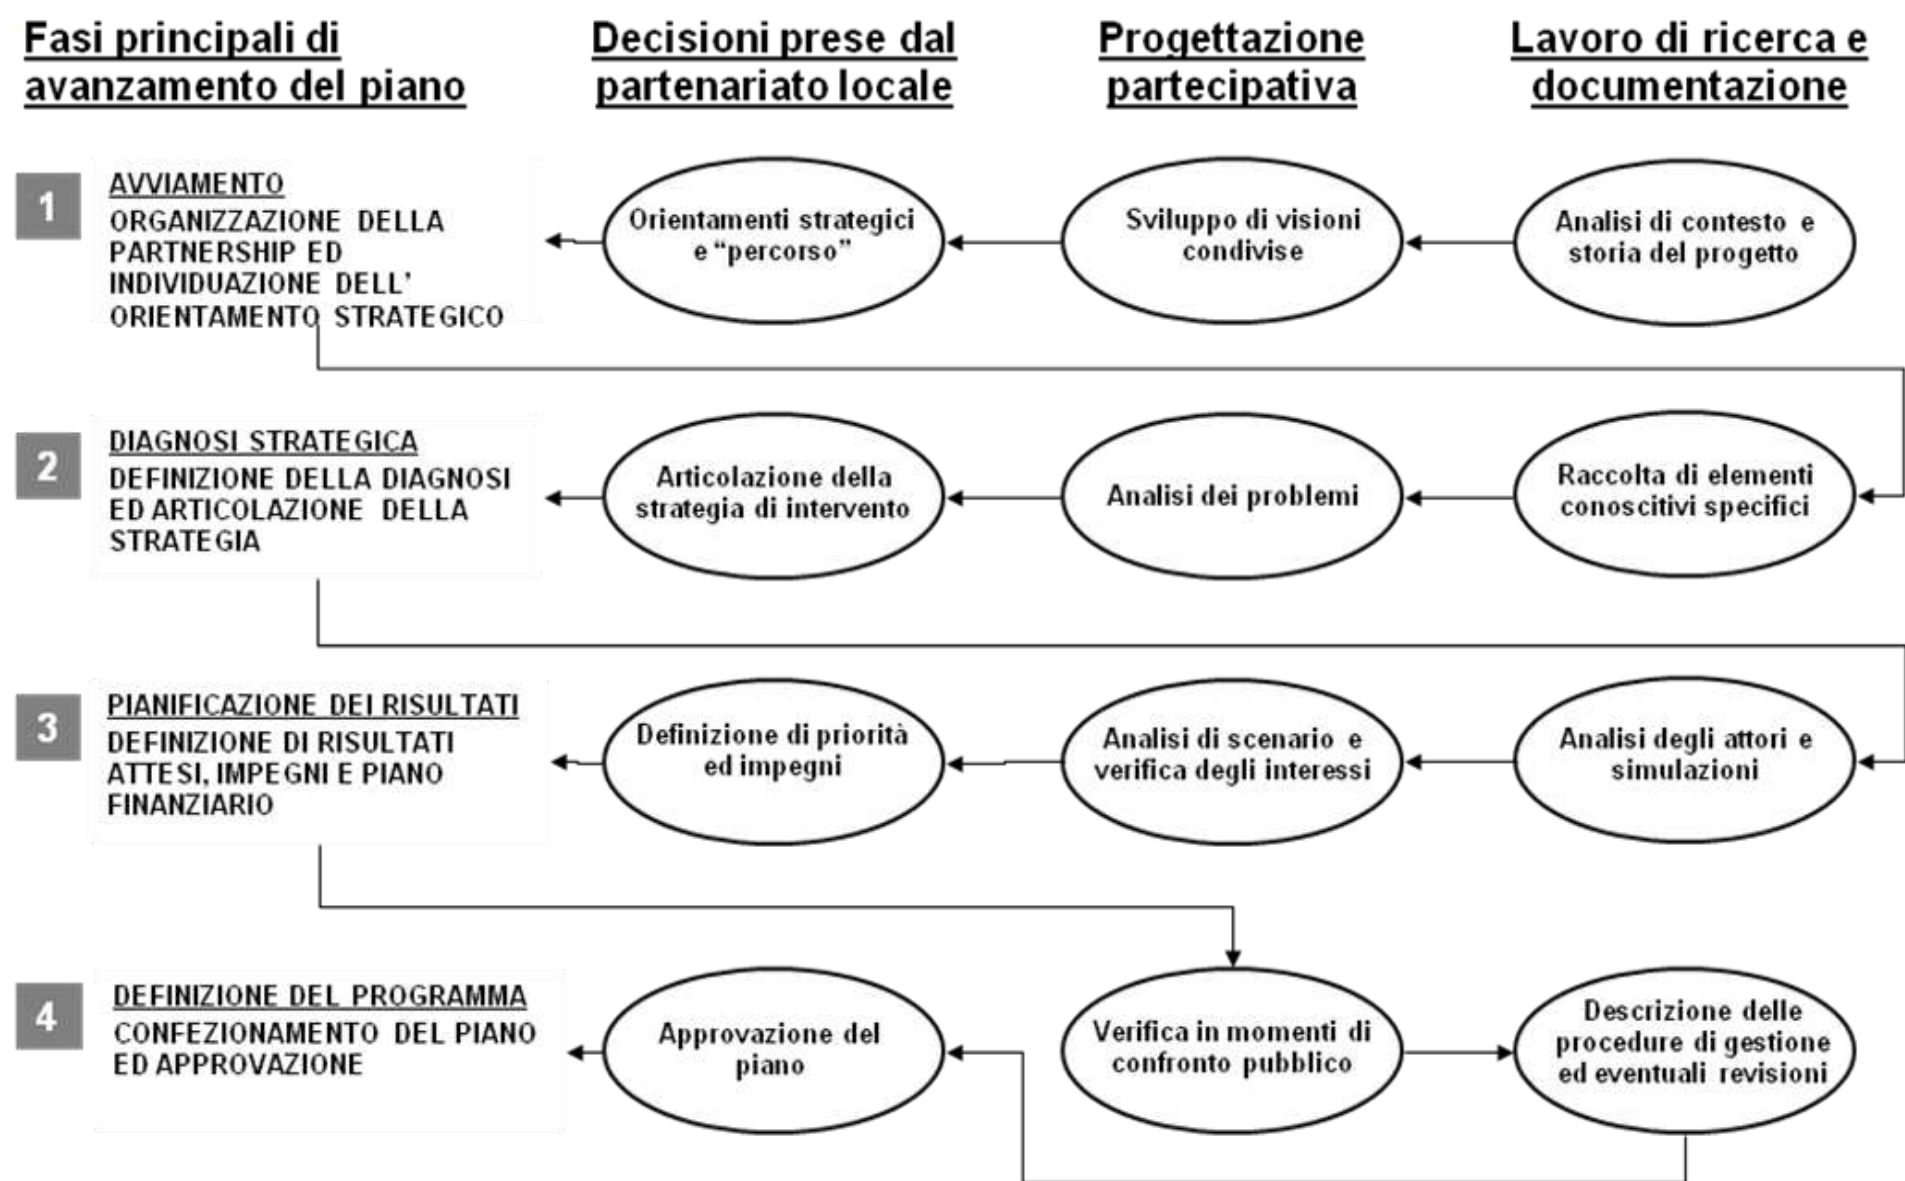 Fasi principali di
avanzamento del piano
Decisioni prese dal
partenariato locale
Progettazione
partecipativa
Lavoro di ricerca e
documentazione
1
AVVIAMENTO
ORGANIZZAZIONE DELLA
PARTNERSHIP ED
INDIVIDUAZIONE DELL'
ORIENTAMENTO STRATEGICO
Orientamenti strategici
e “percorso”
Sviluppo di visioni
condivise
Analisi di contesto e
storia del progetto
2
DIAGNOSI STRATEGICA
DEFINIZIONE DELLA DIAGNOSI
ED ARTICOLAZIONE DELLA
STRATEGIA
Articolazione della
strategia di intervento
Analisi dei problemi
Raccolta di elementi
conoscitivi specifici
3
PIANIFICAZIONE DEI RISULTATI
DEFINIZIONE DI RISULTATI
ATTESI, IMPEGNI E PIANO
FINANZIARIO
Definizione di priorità
ed impegni
Analisi di scenario e
verifica degli interessi
Analisi degli attori e
simulazioni
4
DEFINIZIONE DEL PROGRAMMA
CONFEZIONAMENTO DEL PIANO
ED APPROVAZIONE
Approvazione del
piano
Verifica in momenti di
confronto pubblico
Descrizione delle
procedure di gestione
ed eventuali revisioni